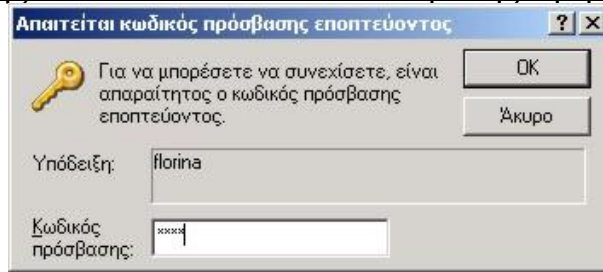 Απαιτείται κωδικός πρόσβασης εποπτεύοντος
Για να μπορέσετε να συνεχίσετε, είναι
απαραίτητος ο κωδικός πρόσβασης
εποπτεύοντος.
OK
Άκυρο
Υπόδειξη:
florina
Κωδικός
πρόσβασης:
xxxx